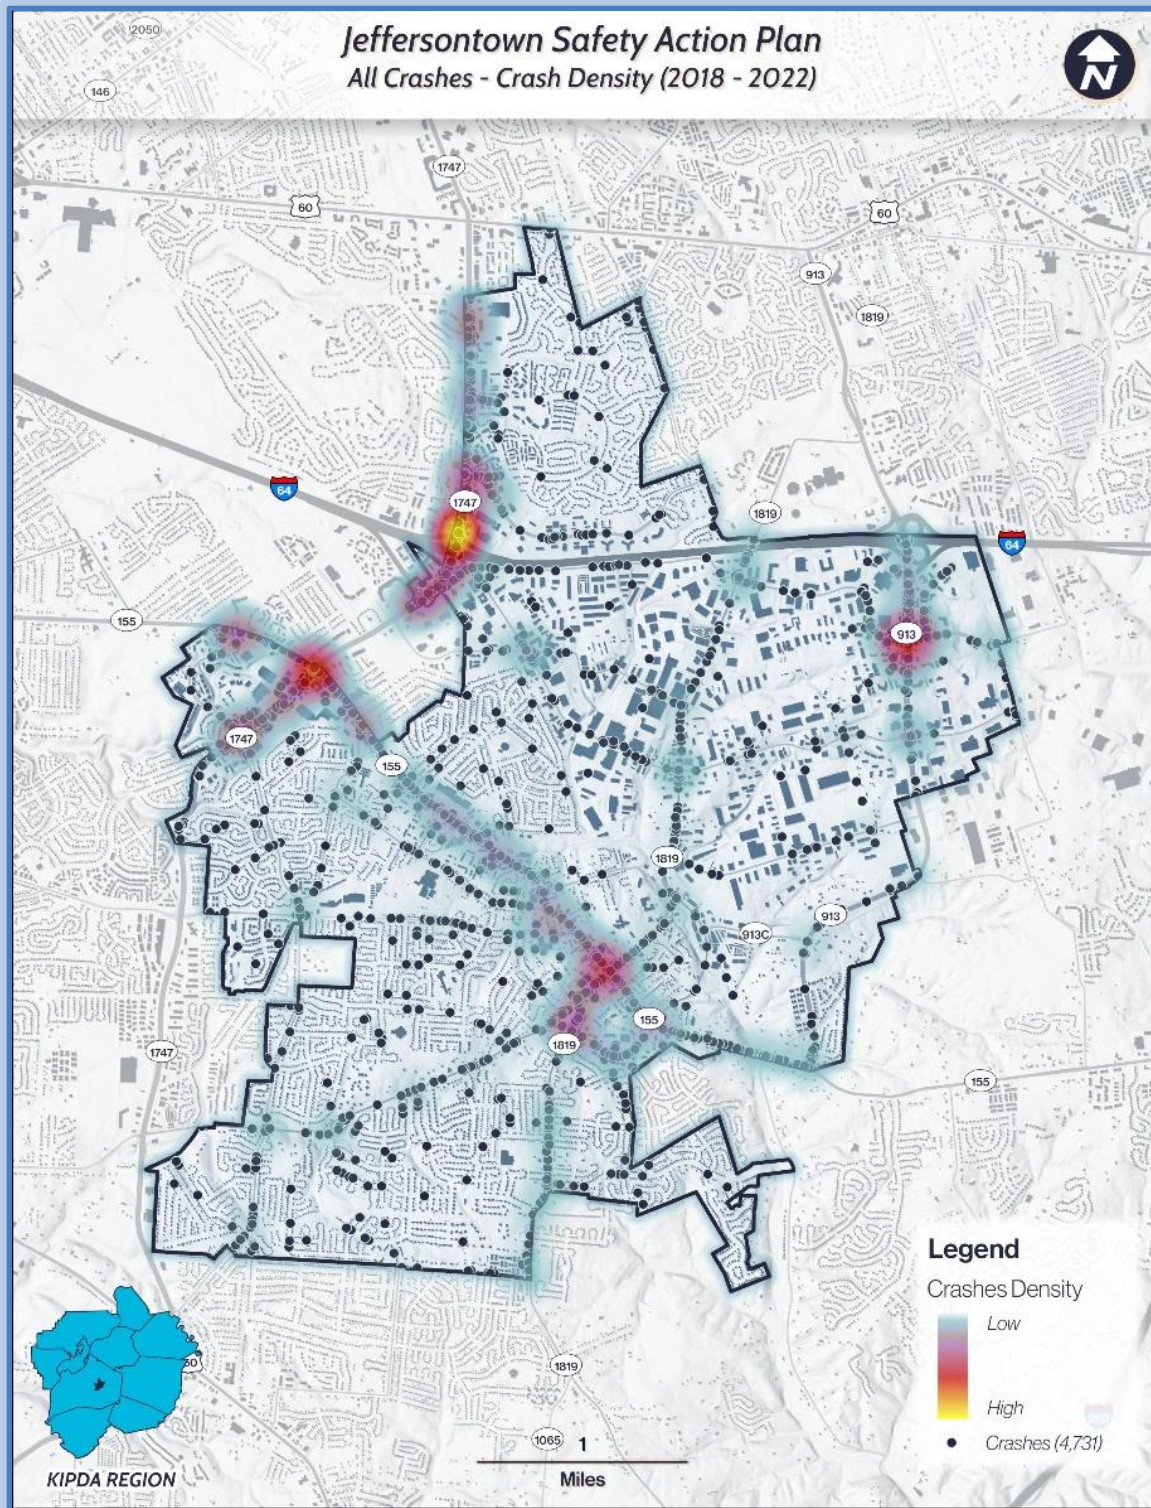 Jeffersontown Safety Action Plan
All Crashes - Crash Density (2018 - 2022)
N
2050
146
1747
60
60
913
1819
64
1747
1819
64
155
913
1747
155
1819
913
913C
155
1819
1747
155
Legend
Crashes Density
Low
High
Crashes (4,731)
1819
1065
1
Miles
KIPDA REGION